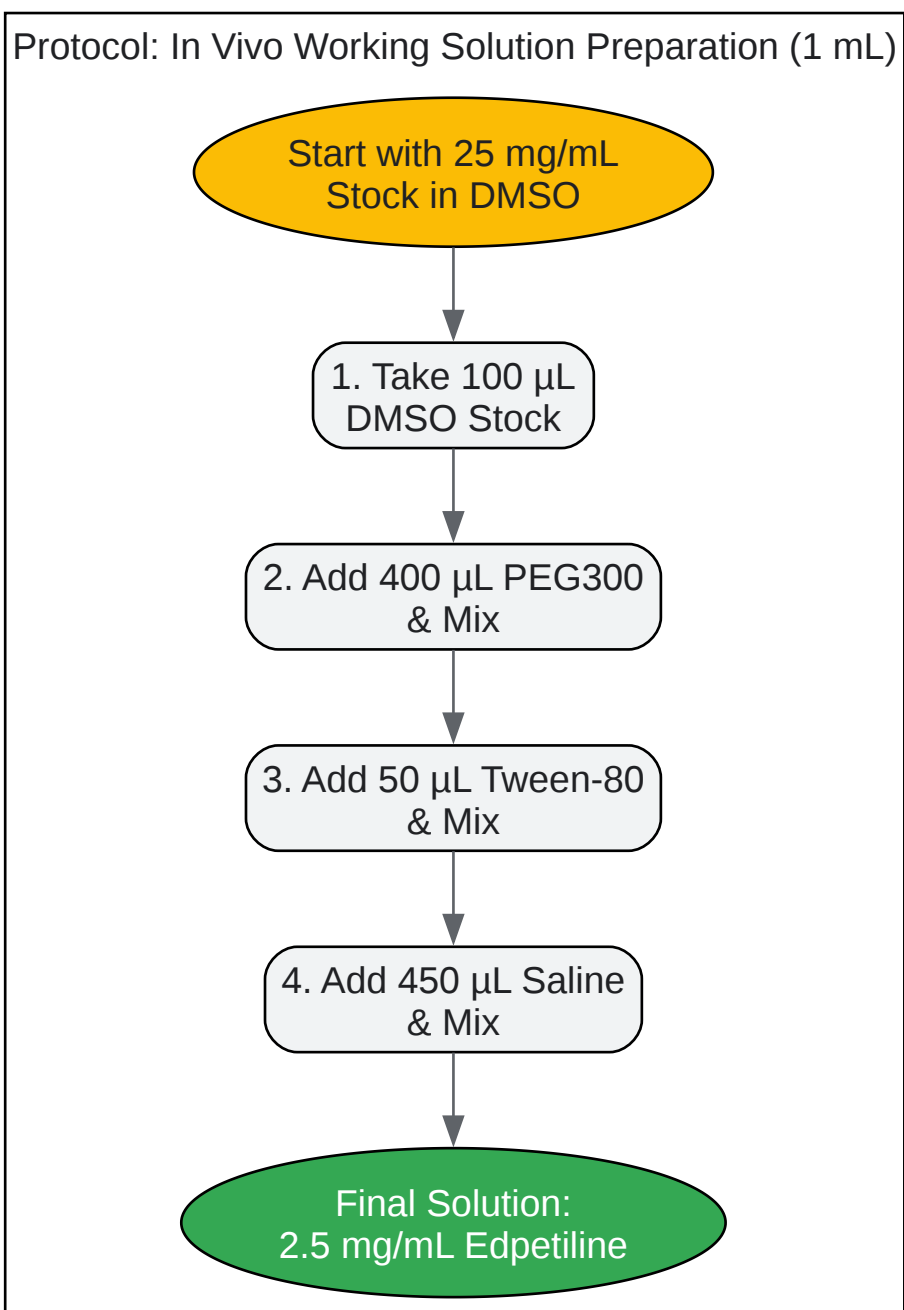 Protocol: In Vivo Working Solution Preparation (1 mL)
Start with 25 mg/mL
Stock in DMSO
1. Take 100 µL
DMSO Stock
2. Add 400 µL PEG300
& Mix
3. Add 50 µL Tween-80
& Mix
4. Add 450 µL Saline
& Mix
Final Solution:
2.5 mg/mL Edpetiline